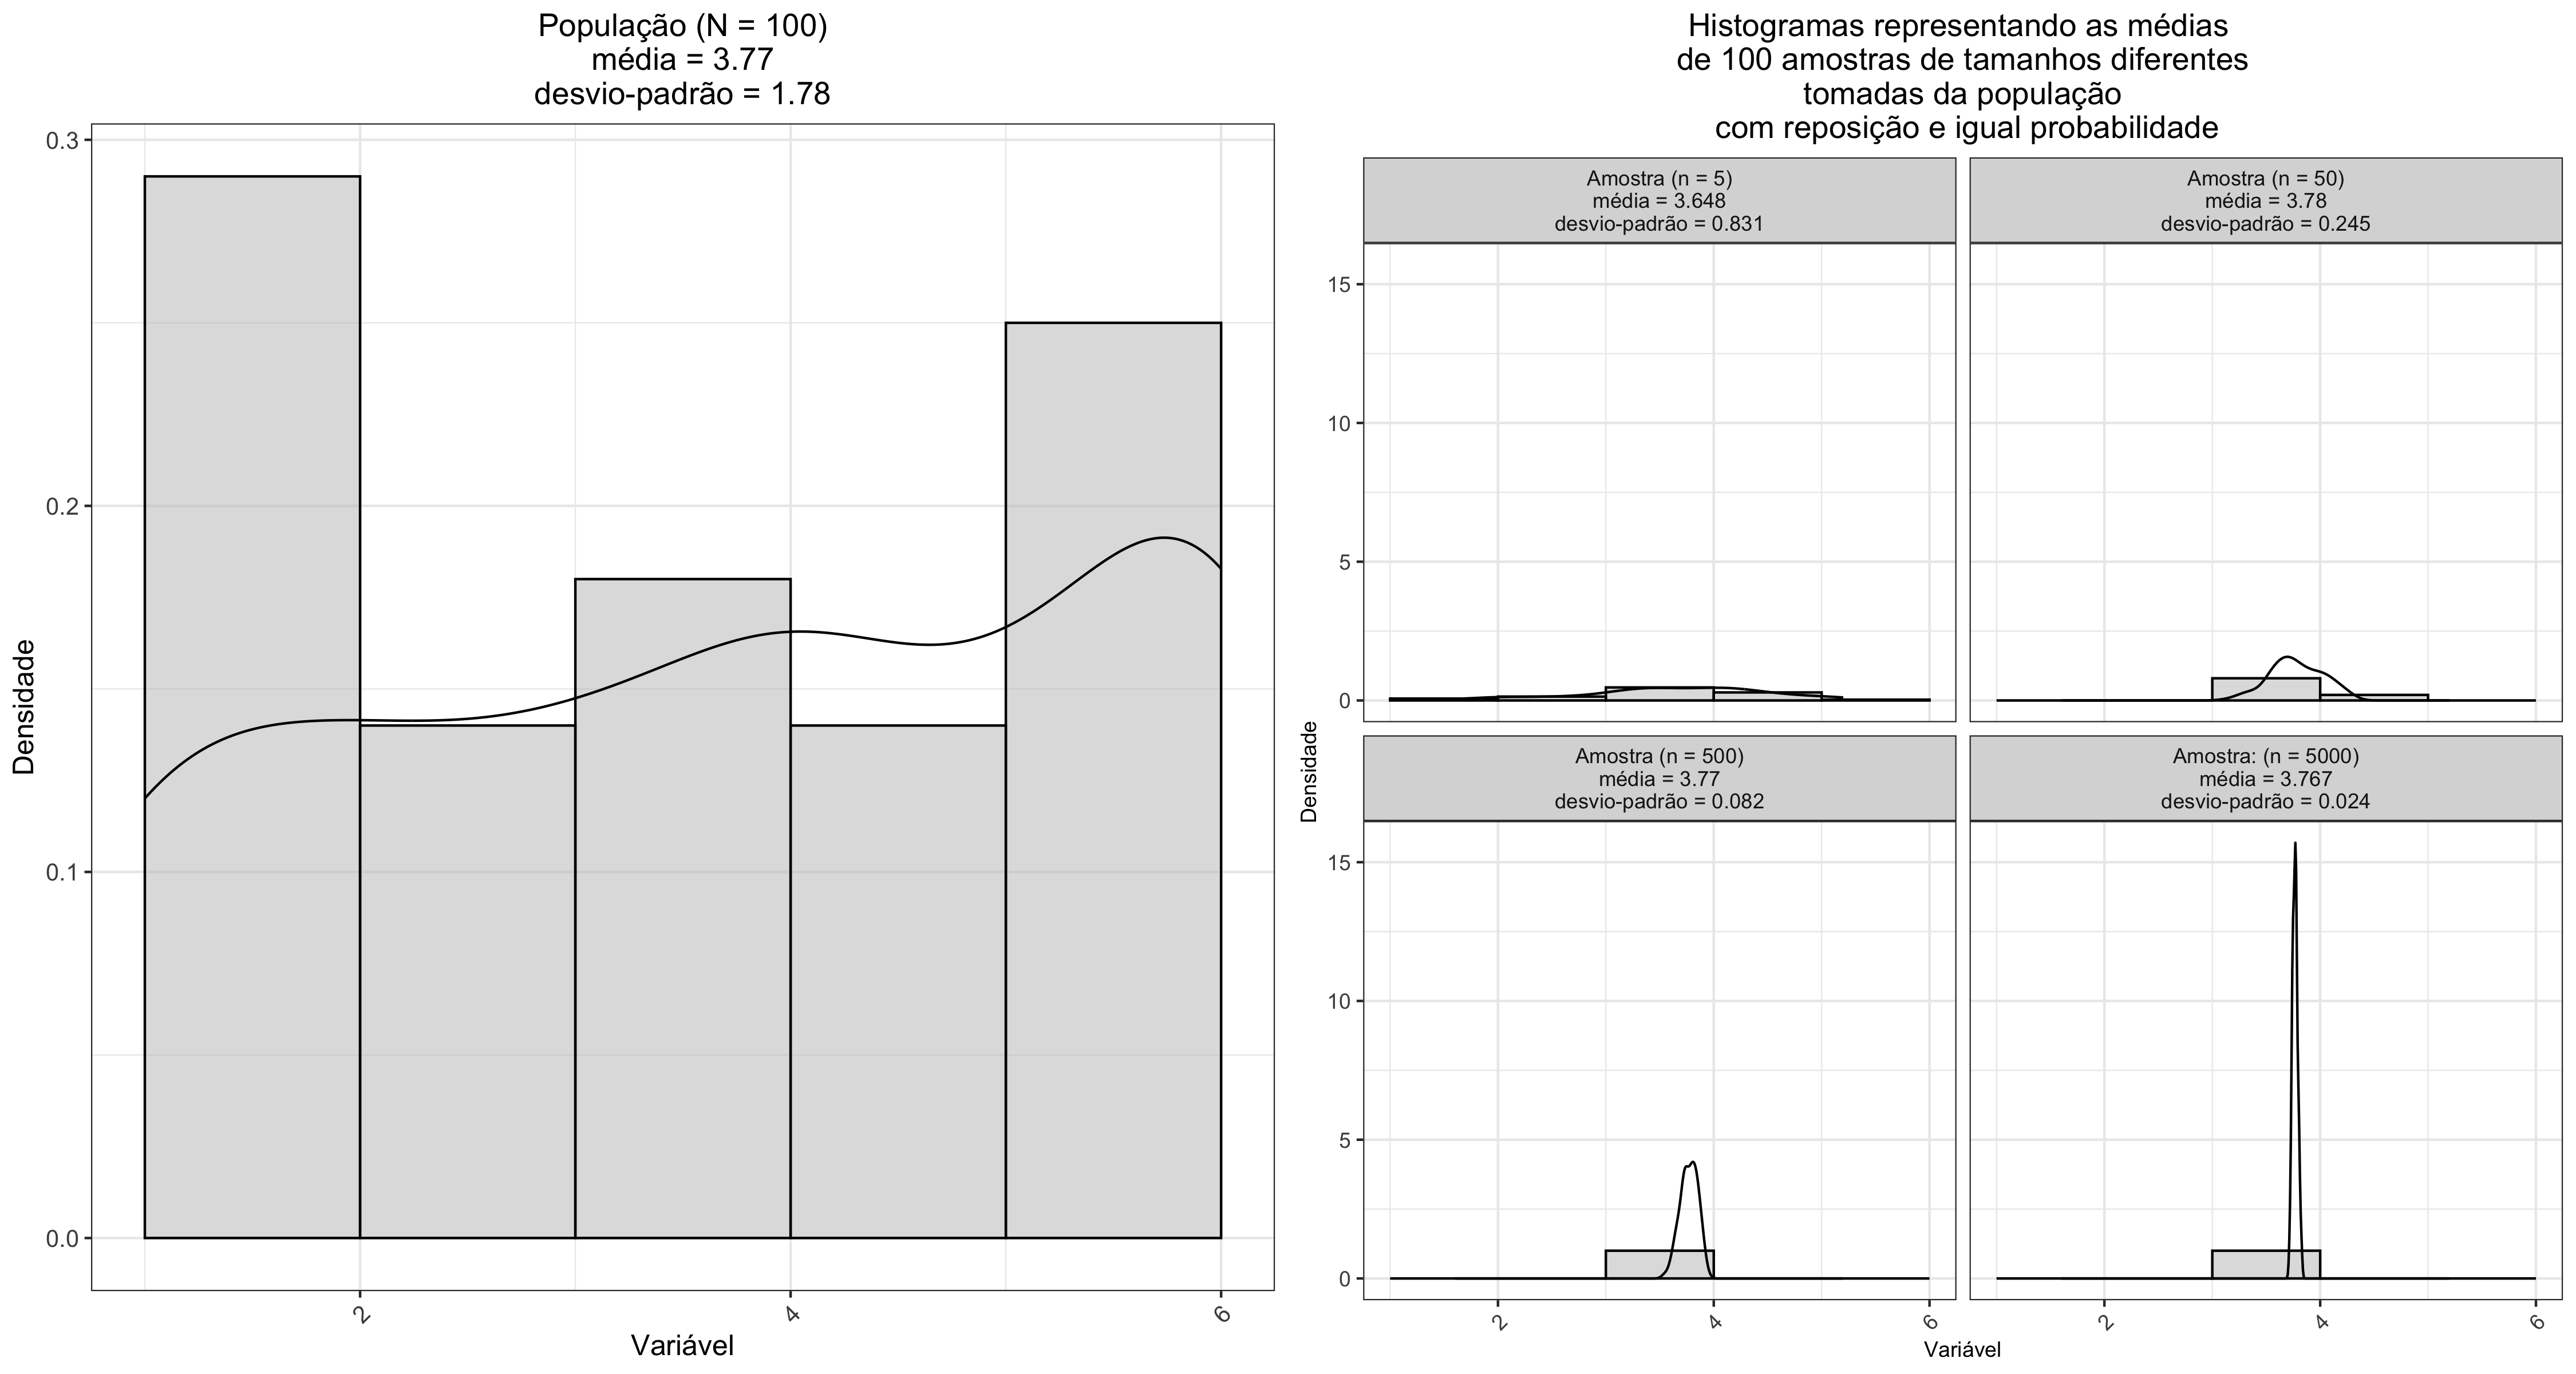 População (N = 100)
média = 3.77
desvio-padrão = 1.78
0.3
0.2
0.1
0.0
Densidade
2
4
6
Variável
Histogramas representando as médias
de 100 amostras de tamanhos diferentes
tomadas da população
com reposição e igual probabilidade
Amostra (n = 5)
média = 3.648
desvio-padrão = 0.831
Amostra (n = 50)
média = 3.78
desvio-padrão = 0.245
15
10
5
0
Densidade
Amostra (n = 500)
média = 3.77
desvio-padrão = 0.082
Amostra: (n = 5000)
média = 3.767
desvio-padrão = 0.024
15
10
5
0
2
4
6
2
4
6
Variável